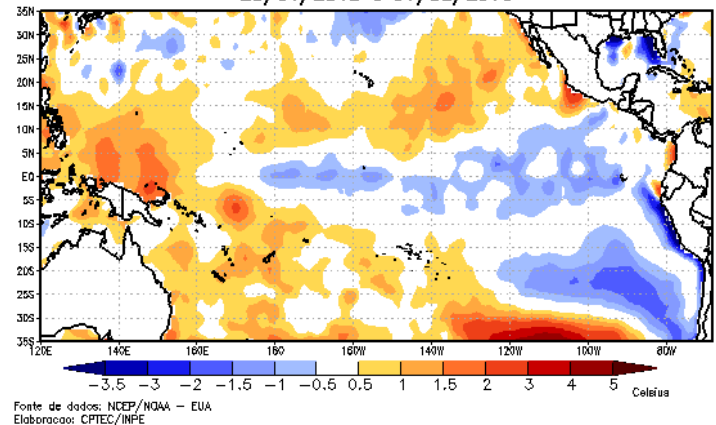 35N
30N
25N
20N
15N
10N
5N
EQ
5S
10S
15S
20S
25S
30S
35S
120E 140E 160E 180 160W 140W 120W 100W 80W
-3.5 -3 -2 -1.5 -1 -0.5 0.5 1 1.5 2 3 4 5 Celsius
Fonte de dados: NCEP/NOAA - EUA
Elaboracao: CPTEC/INPE